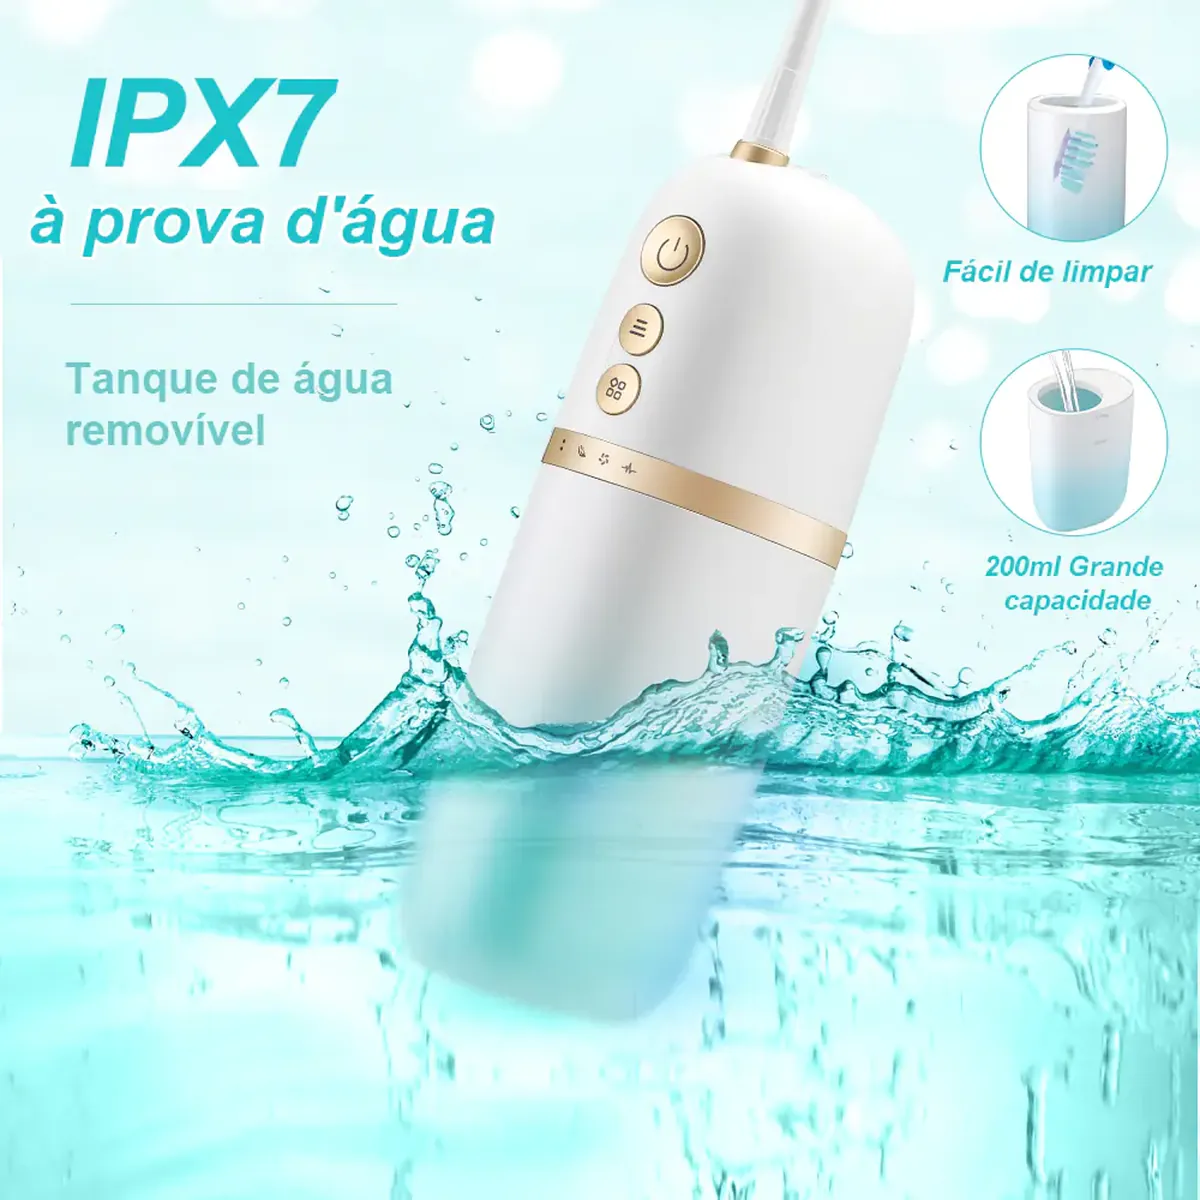 IPX7
à prova d'água
Tanque de água
removível
Fácil de limpar
200ml Grande
capacidade